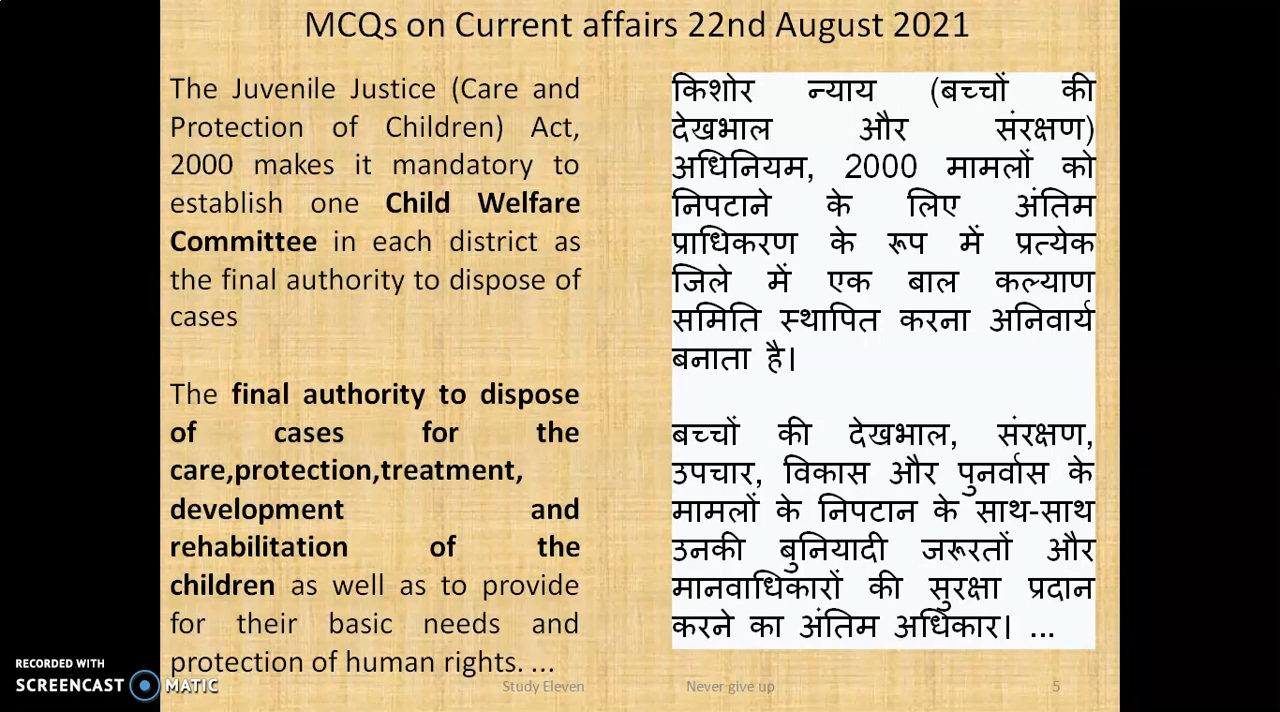 MCQs on Current affairs 22nd August 2021
The Juvenile Justice (Care and
Protection of Children) Act,
2000 makes it mandatory to
establish one Child Welfare
Committee in each district as
the final authority to dispose of
cases
The final authority to dispose
of cases for the
care,protection,treatment,
development and
rehabilitation of the
children as well as to provide
for their basic needs and
protection of human rights. ...
किशोर न्याय (बच्चों की
देखभाल और संरक्षण)
अधिनियम, 2000 मामलों को
निपटाने के लिए अंतिम
प्राधिकरण के रूप में प्रत्येक
जिले में एक बाल कल्याण
समिति स्थापित करना अनिवार्य
बनाता है।
बच्चों की देखभाल, संरक्षण,
उपचार, विकास और पुनर्वास के
मामलों के निपटान के साथ-साथ
उनकी बुनियादी जरूरतों और
मानवाधिकारों की सुरक्षा प्रदान
करने का अंतिम अधिकार। ...
RECORDED WITH
SCREENCAST MATIC
Study Eleven
Never give up
5